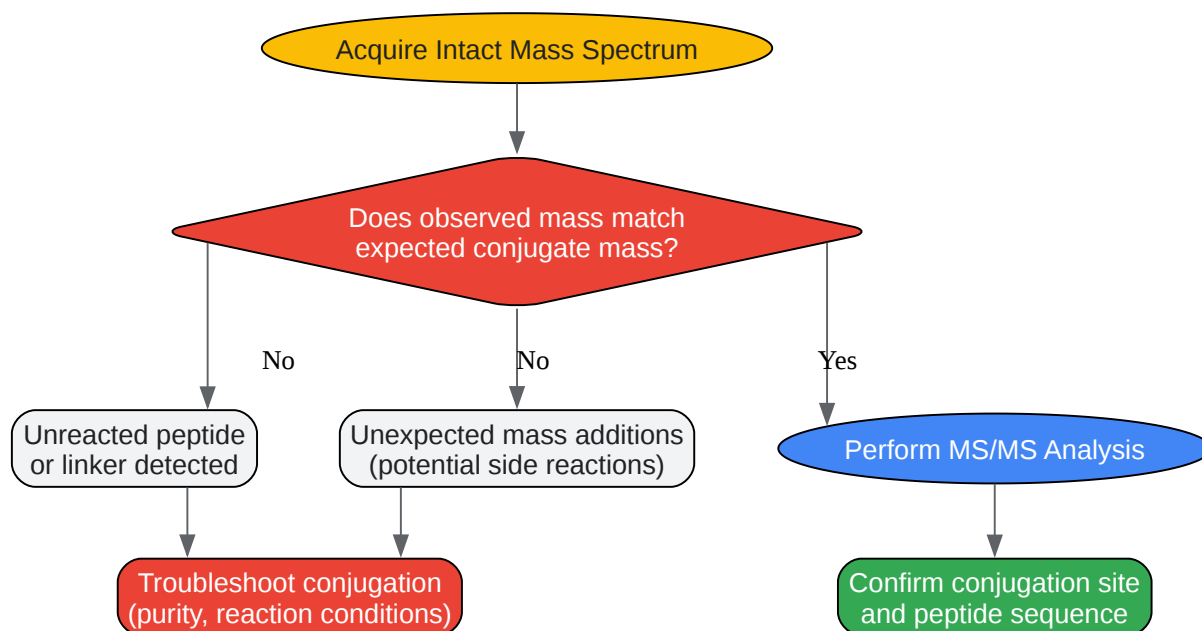 Acquire Intact Mass Spectrum
Does observed mass match
expected conjugate mass?
No
No
Yes
Unreacted peptide
or linker detected
Unexpected mass additions
(potential side reactions)
Perform MS/MS Analysis
Troubleshoot conjugation
(purity, reaction conditions)
Confirm conjugation site
and peptide sequence